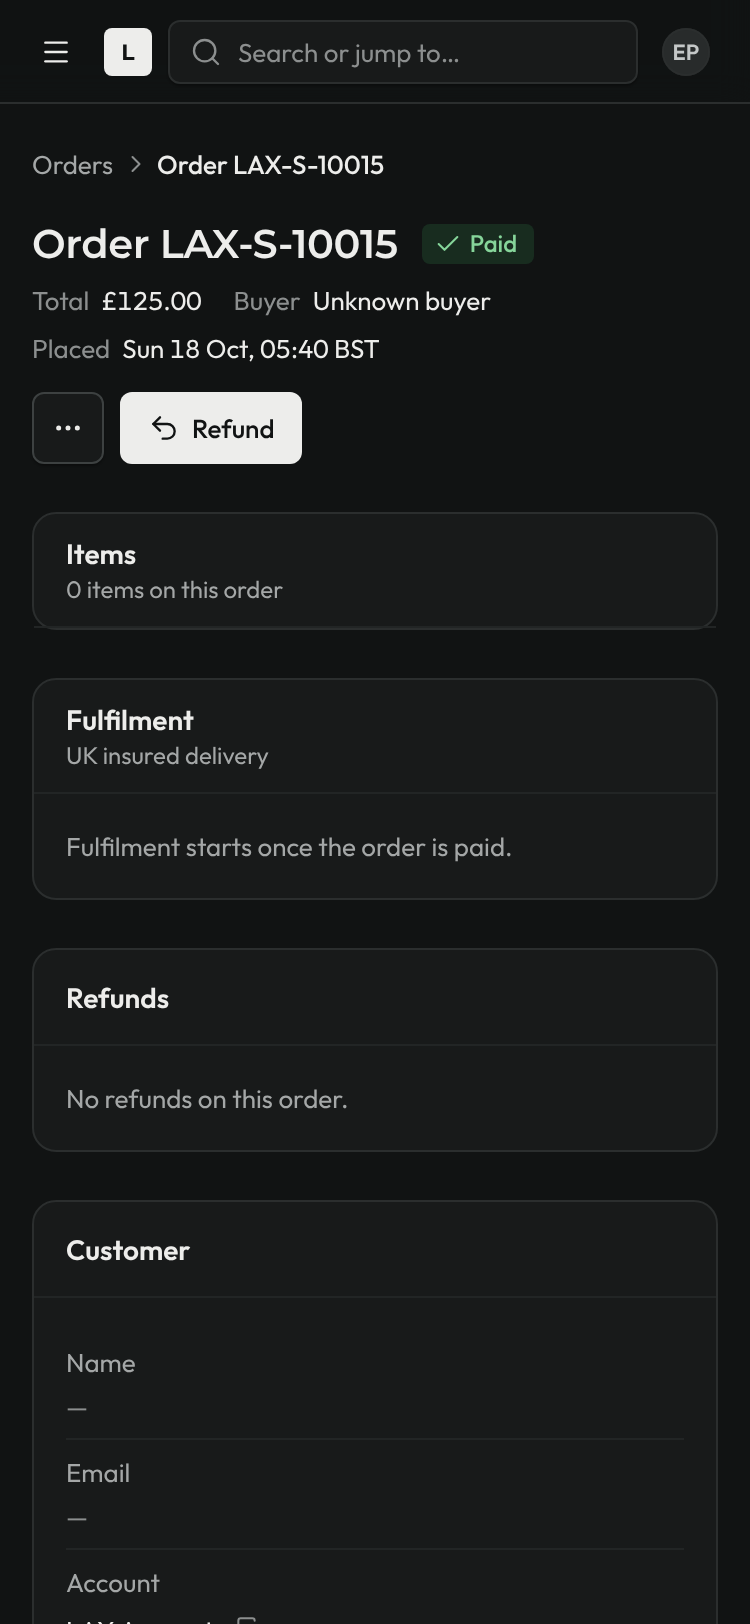 L
Search or jump to...
EP
Orders > Order LAX-S-10015
Order LAX-S-10015
Paid
Total £125.00 Buyer Unknown buyer
Placed Sun 18 Oct, 05:40 BST
Refund
Items
0 items on this order
Fulfilment
UK insured delivery
Fulfilment starts once the order is paid.
Refunds
No refunds on this order.
Customer
Name
—
Email
—
Account